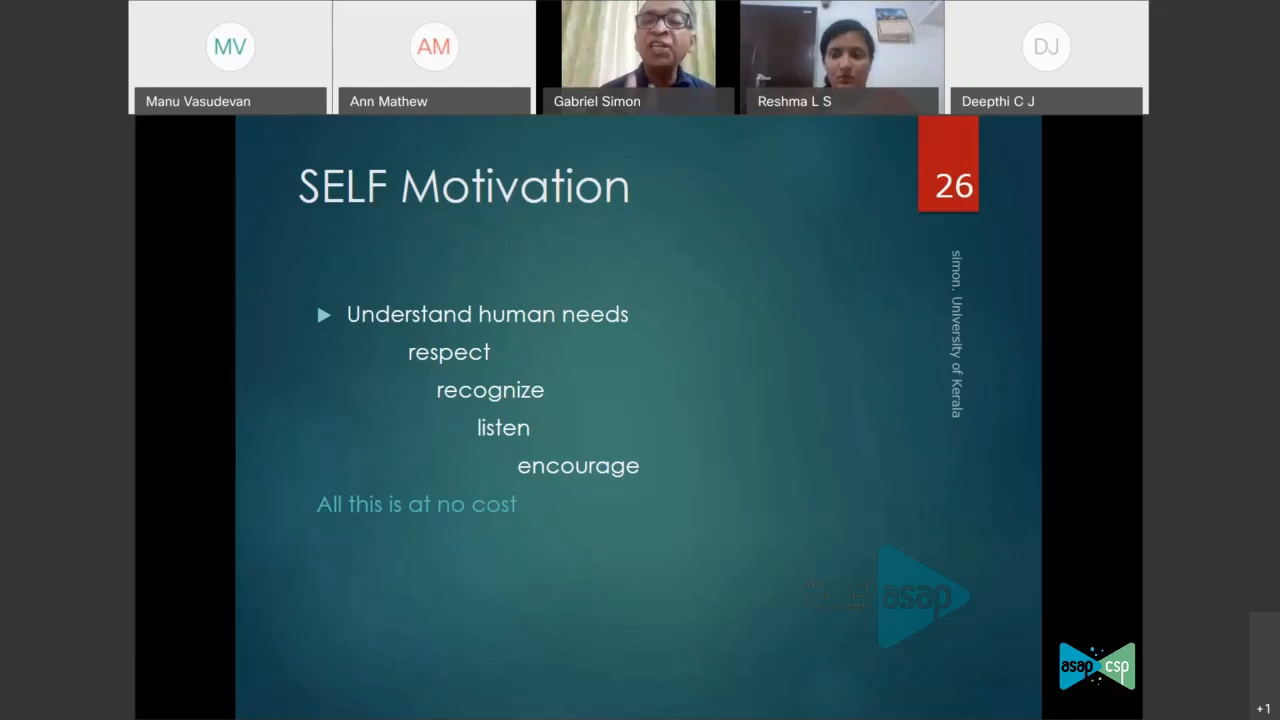 MV
AM
DJ
Manu Vasudevan
Ann Mathew
Gabriel Simon
Reshma L S
Deepthi C J
SELF Motivation
26
simon. University of Kerala
► Understand human needs
respect
recognize
listen
encourage
All this is at no cost
asap
asap csp
+1